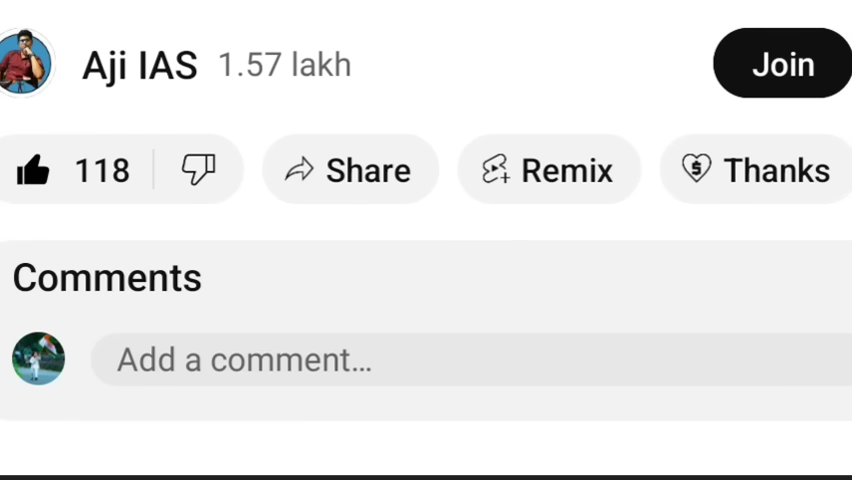 Aji IAS 1.57 lakh Join
118 Share Remix Thanks
Comments
Add a comment...